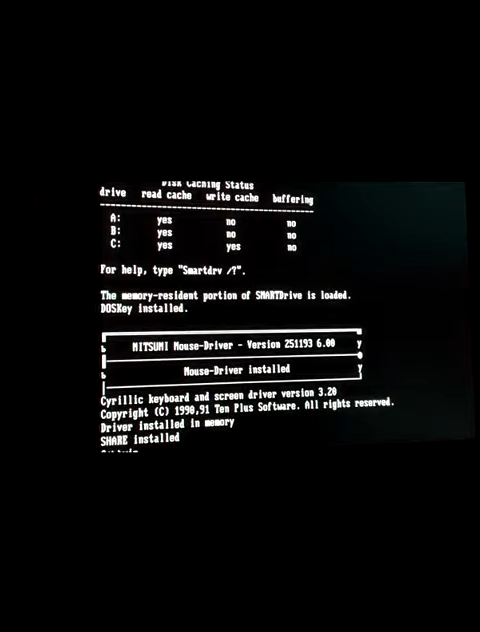 Disk Caching Status
drive read cache write cache buffering
----------------------------------------
A: yes no no
B: yes no no
C: yes yes no
For help, type "Smartdrv /?".
The memory-resident portion of SMARTDrive is loaded.
DOSKey installed.
MITSUMI Mouse-Driver - Version 251193 6.00
Mouse-Driver installed
Cyrillic keyboard and screen driver version 3.20
Copyright (C) 1990,91 Ten Plus Software. All rights reserved.
Driver installed in memory
SHARE installed